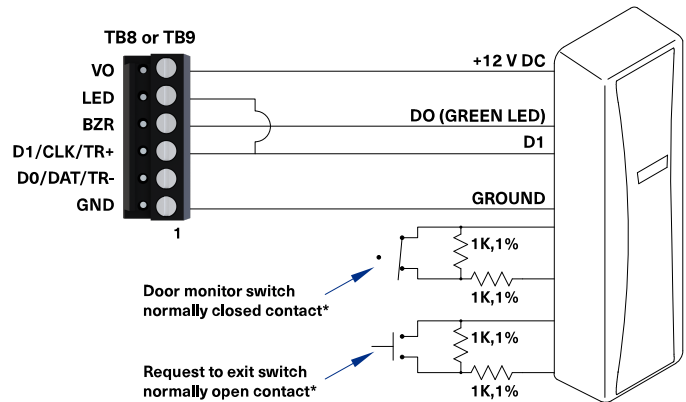 TB8 or TB9
VO
LED
BZR
D1/CLK/TR+
D0/DAT/TR-
GND
1
+12 V DC
DO (GREEN LED)
D1
GROUND
1K,1%
1K,1%
Door monitor switch
normally closed contact*
1K,1%
1K,1%
Request to exit switch
normally open contact*